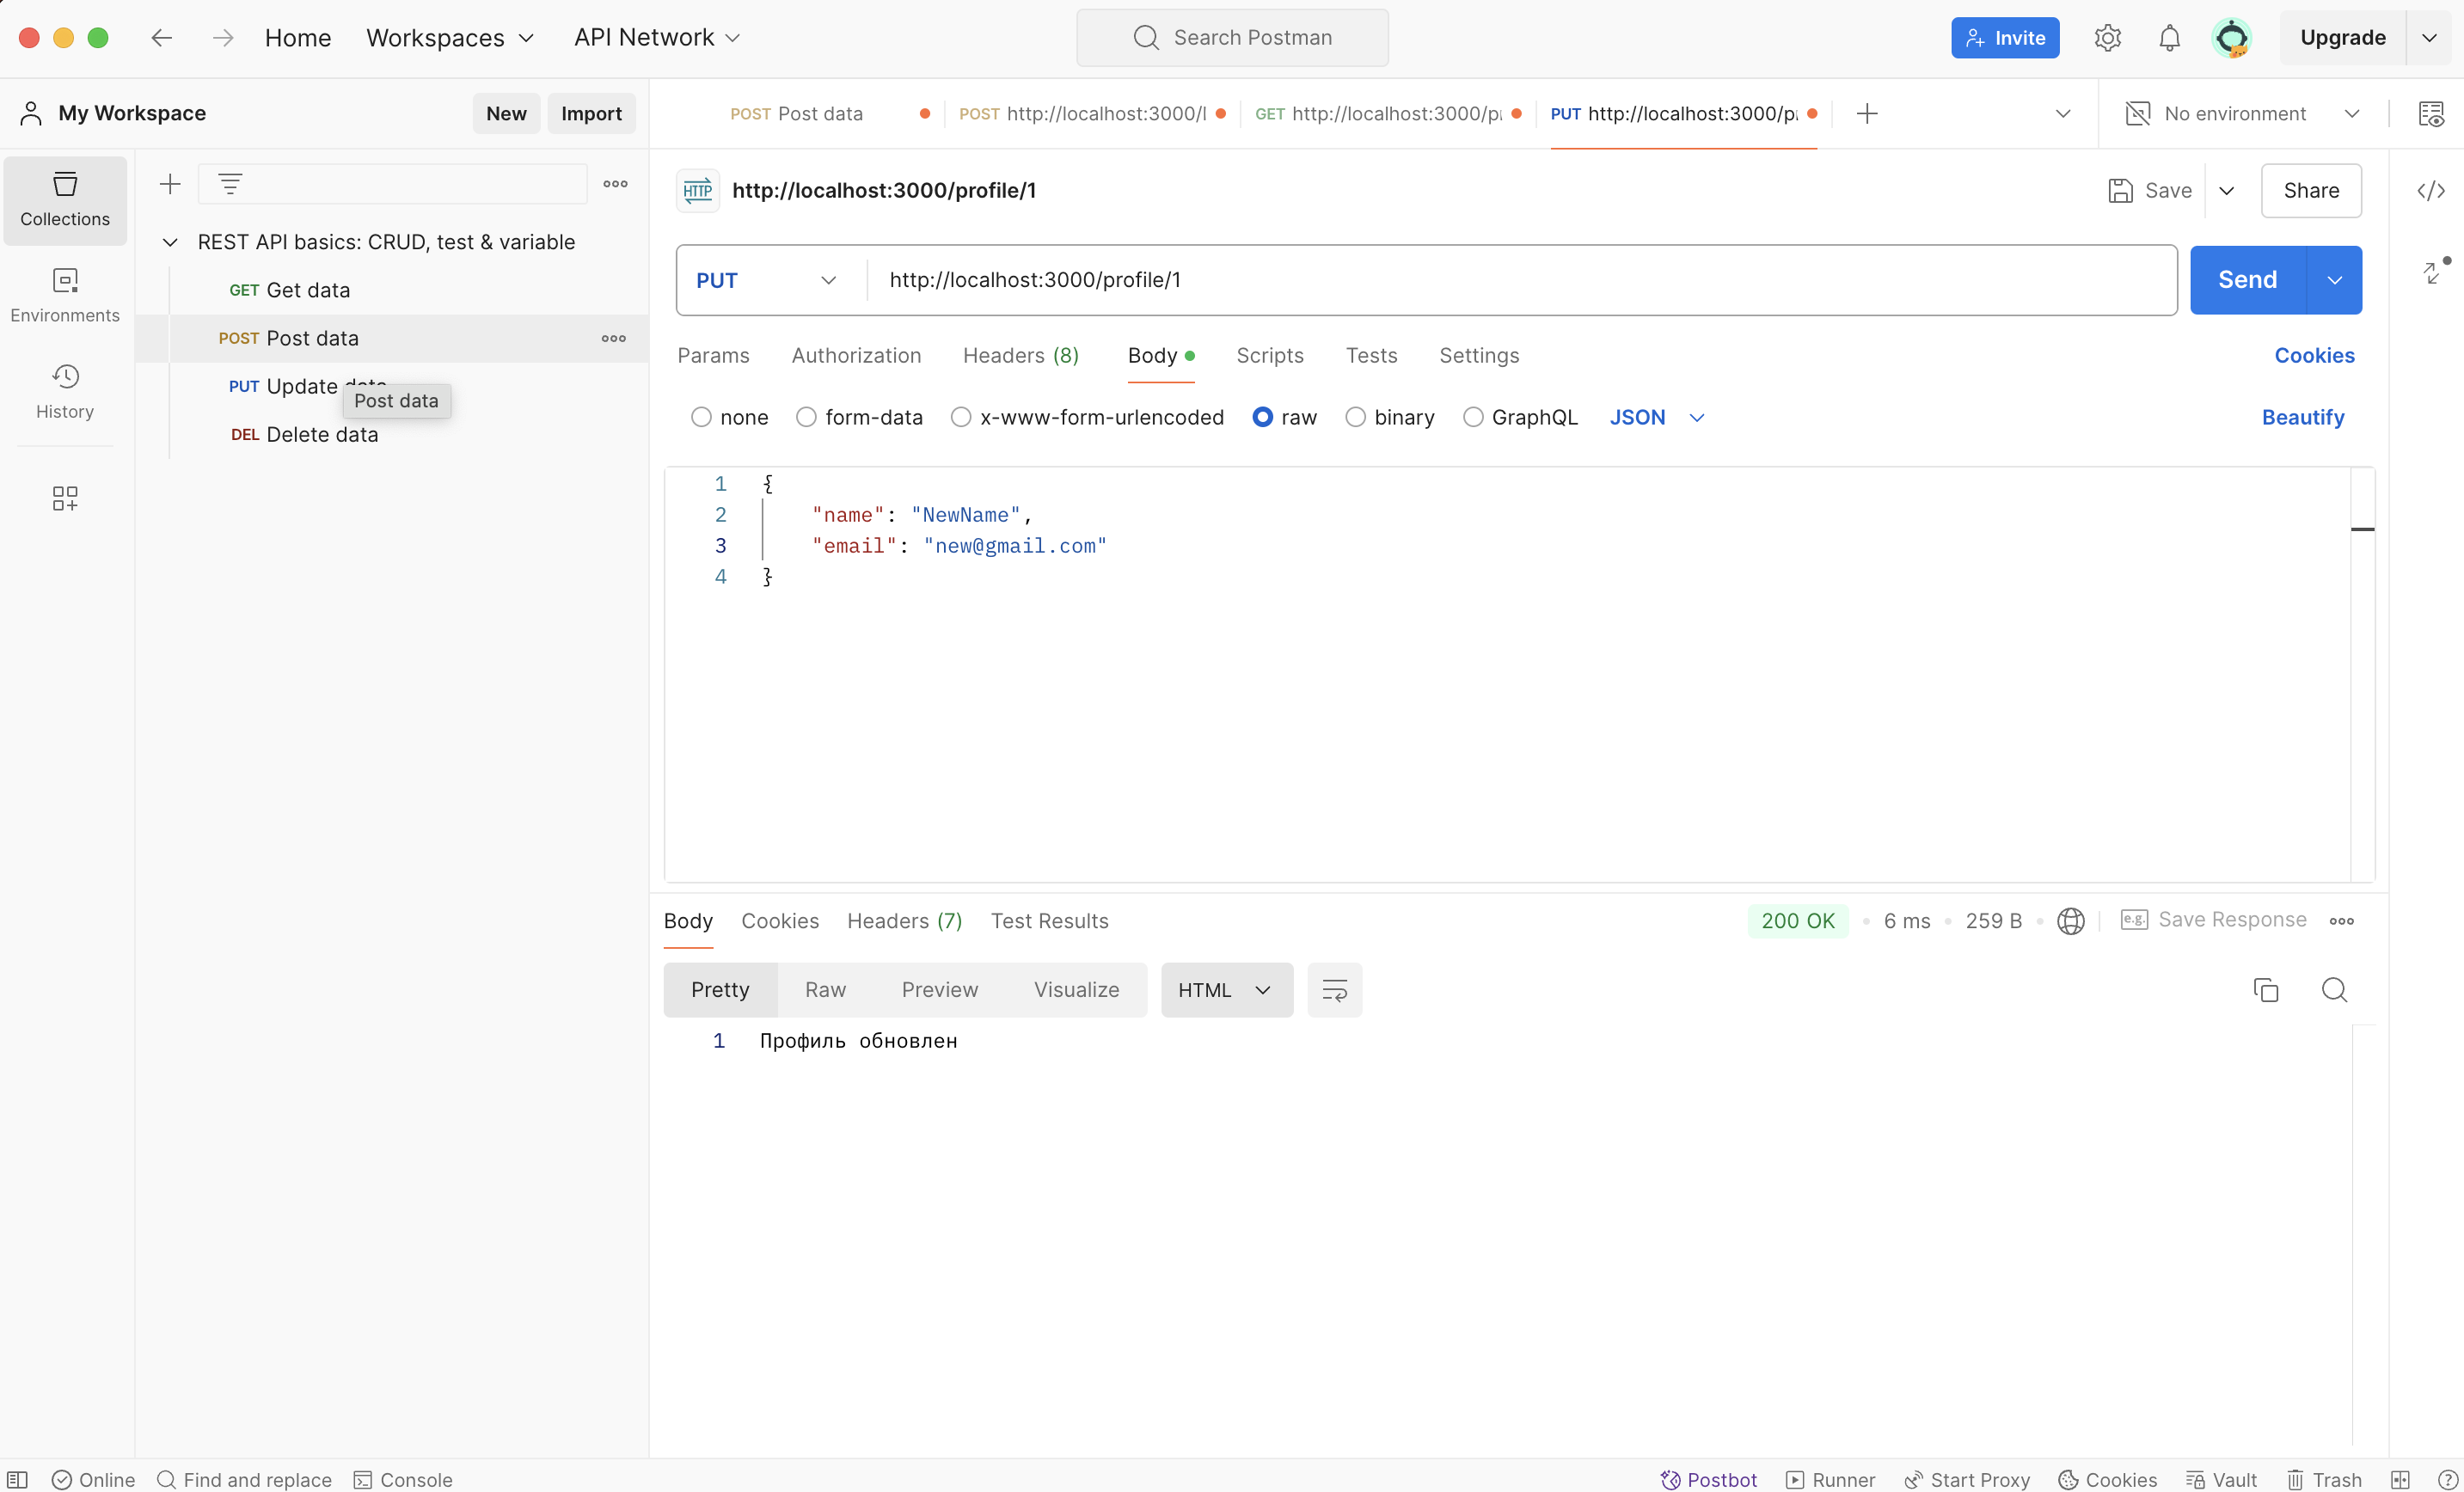 Home Workspaces API Network Search Postman Invite Upgrade
My Workspace New Import POST Post data POST http://localhost:3000/l GET http://localhost:3000/p PUT http://localhost:3000/p No environment
Collections
Environments
History
REST API basics: CRUD, test & variable
GET Get data
POST Post data
PUT Update data
Post data
DEL Delete data
HTTP http://localhost:3000/profile/1 Save Share
PUT http://localhost:3000/profile/1 Send
Params Authorization Headers (8) Body Scripts Tests Settings Cookies
none form-data x-www-form-urlencoded raw binary GraphQL JSON Beautify
1 {
2 "name": "NewName",
3 "email": "new@gmail.com"
4 }
Body Cookies Headers (7) Test Results 200 OK 6 ms 259 B e.g. Save Response
Pretty Raw Preview Visualize HTML
1 Профиль обновлен
Online Find and replace Console Postbot Runner Start Proxy Cookies Vault Trash